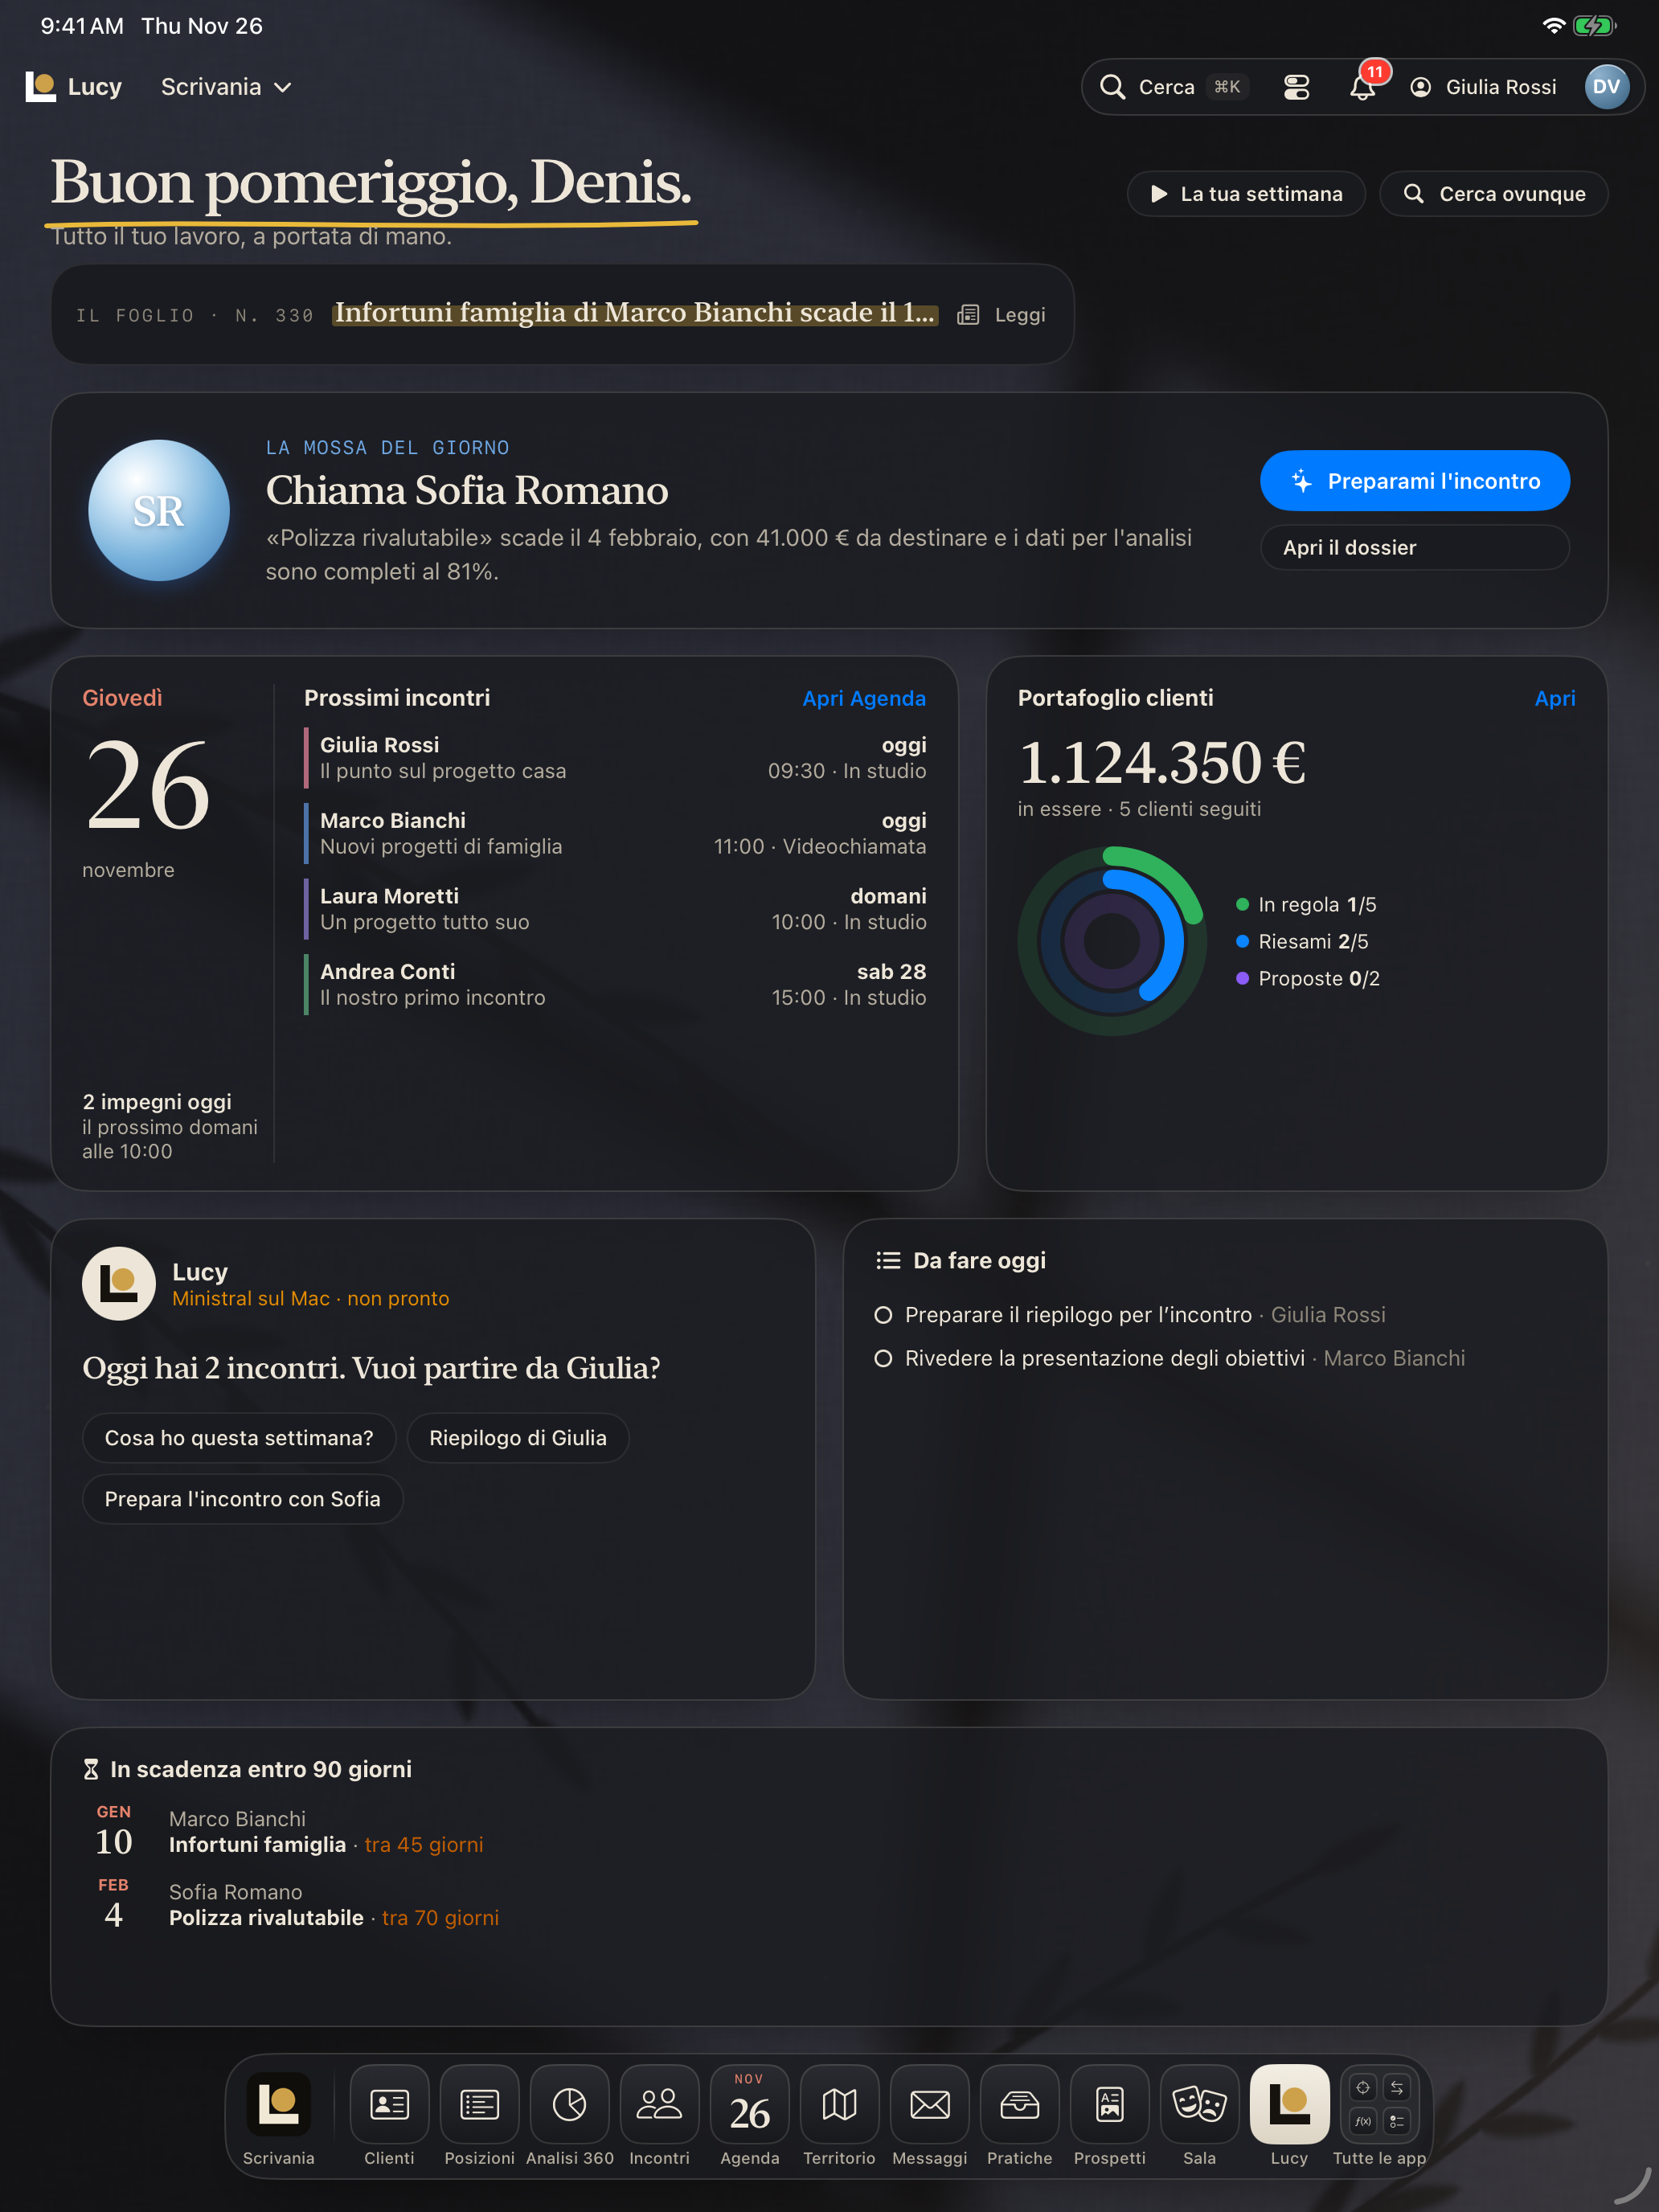 9:41 AM Thu Nov 26
Lucy Scrivania
Cerca ⌘K 11 Giulia Rossi DV
Buon pomeriggio, Denis.
Tutto il tuo lavoro, a portata di mano.
La tua settimana
Cerca ovunque
IL FOGLIO · N. 330 Infortuni famiglia di Marco Bianchi scade il 1... Leggi
SR
LA MOSSA DEL GIORNO
Chiama Sofia Romano
«Polizza rivalutabile» scade il 4 febbraio, con 41.000 € da destinare e i dati per l'analisi
sono completi al 81%.
Preparami l'incontro
Apri il dossier
Giovedì
26
novembre
2 impegni oggi
il prossimo domani
alle 10:00
Prossimi incontri Apri Agenda
Giulia Rossi oggi
Il punto sul progetto casa 09:30 · In studio
Marco Bianchi oggi
Nuovi progetti di famiglia 11:00 · Videochiamata
Laura Moretti domani
Un progetto tutto suo 10:00 · In studio
Andrea Conti sab 28
Il nostro primo incontro 15:00 · In studio
Portafoglio clienti Apri
1.124.350 €
in essere · 5 clienti seguiti
In regola 1/5
Riesami 2/5
Proposte 0/2
Lucy
Ministral sul Mac · non pronto
Oggi hai 2 incontri. Vuoi partire da Giulia?
Cosa ho questa settimana? Riepilogo di Giulia
Prepara l'incontro con Sofia
Da fare oggi
Preparare il riepilogo per l’incontro · Giulia Rossi
Rivedere la presentazione degli obiettivi · Marco Bianchi
In scadenza entro 90 giorni
GEN
10
Marco Bianchi
Infortuni famiglia · tra 45 giorni
FEB
4
Sofia Romano
Polizza rivalutabile · tra 70 giorni
NOV
26
f(x)
Scrivania Clienti Posizioni Analisi 360 Incontri Agenda Territorio Messaggi Pratiche Prospetti Sala Lucy Tutte le app